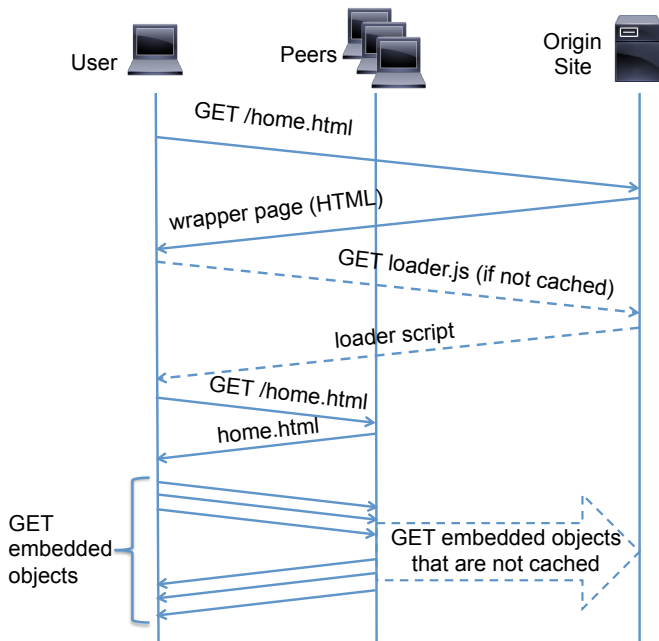 User
Peers
Origin
Site
GET /home.html
wrapper page (HTML)
GET loader.js (if not cached)
loader script
GET /home.html
home.html
GET
embedded
objects
GET embedded objects
that are not cached